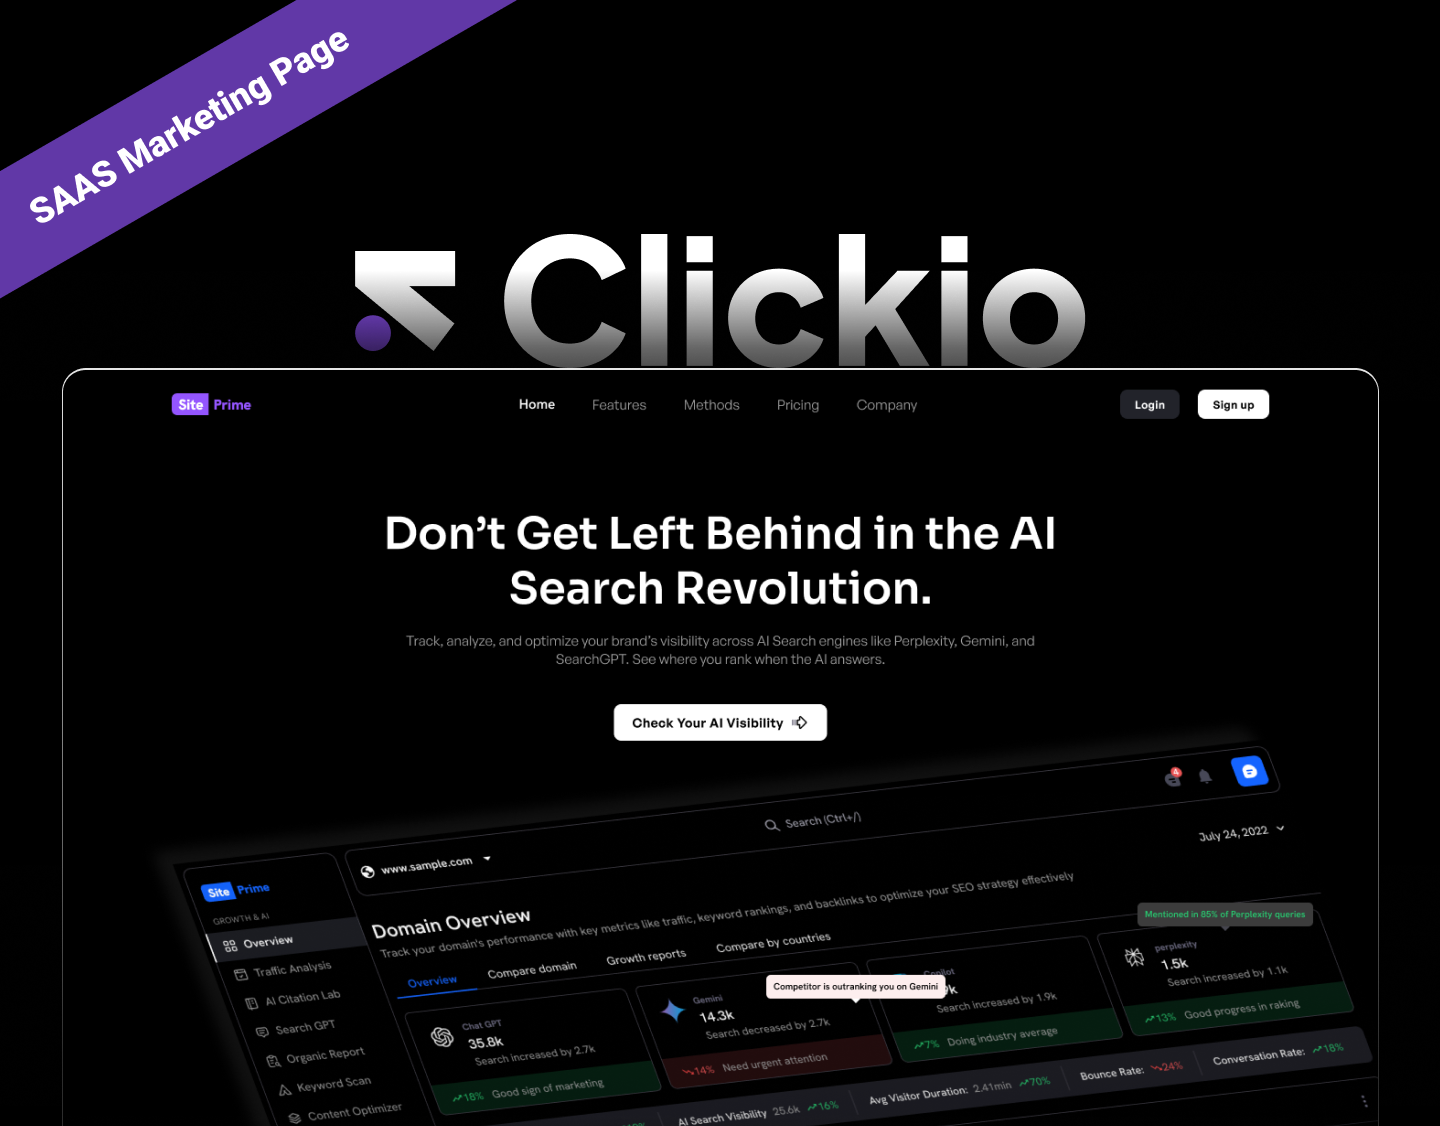 SAAS Marketing Page
Clickio
Site Prime
Home Features Methods Pricing Company
Login Sign up
Don’t Get Left Behind in the AI
Search Revolution.
Track, analyze, and optimize your brand’s visibility across AI Search engines like Perplexity, Gemini, and
SearchGPT. See where you rank when the AI answers.
Check Your AI Visibility
4
Search (Ctrl+/)
www.sample.com
July 24, 2022
Site Prime
GROWTH & AI
Overview
Traffic Analysis
AI Citation Lab
Search GPT
Organic Report
Keyword Scan
Content Optimizer
Domain Overview
Track your domain's performance with key metrics like traffic, keyword rankings, and backlinks to optimize your SEO strategy effectively
Overview Compare domain Growth reports Compare by countries
Chat GPT
35.8k
Search increased by 2.7k
18% Good sign of marketing
Gemini
14.3k
Search decreased by 2.7k
14% Need urgent attention
Competitor is outranking you on Gemini
Copilot
Search increased by 1.9k
7% Doing industry average
Mentioned in 85% of Perplexity queries
perplexity
1.5k
Search increased by 1.1k
13% Good progress in raking
AI Search Visibility 25.6k 16%
Avg Visitor Duration: 2.41min 70%
Bounce Rate: 24%
Conversation Rate: 18%